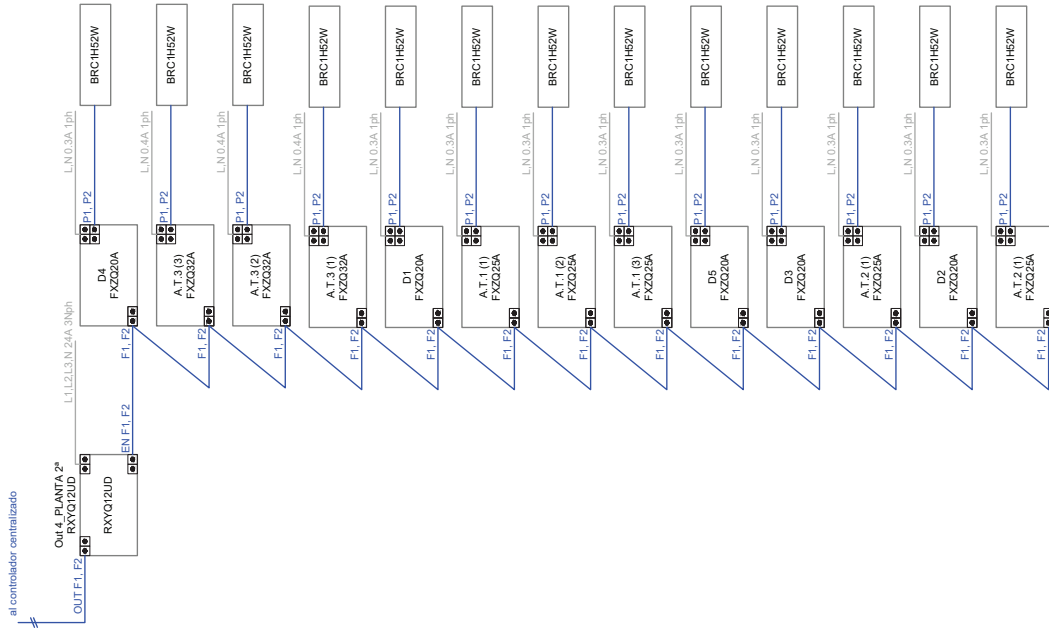 al controlador centralizado
OUT F1, F2
Out 4_PLANTA 2ª
RXYQ12UD
RXYQ12UD
EN F1, F2
L1,L2,L3,N 24A 3Nph
F1, F2
D4
FXZQ20A
P1, P2
L,N 0.3A 1ph
BRC1H52W
F1, F2
A.T.3 (3)
FXZQ32A
P1, P2
L,N 0.4A 1ph
BRC1H52W
F1, F2
A.T.3 (2)
FXZQ32A
P1, P2
L,N 0.4A 1ph
BRC1H52W
F1, F2
A.T.3 (1)
FXZQ32A
P1, P2
L,N 0.4A 1ph
BRC1H52W
F1, F2
D1
FXZQ20A
P1, P2
L,N 0.3A 1ph
BRC1H52W
F1, F2
A.T.1 (1)
FXZQ25A
P1, P2
L,N 0.3A 1ph
BRC1H52W
F1, F2
A.T.1 (2)
FXZQ25A
P1, P2
L,N 0.3A 1ph
BRC1H52W
F1, F2
A.T.1 (3)
FXZQ25A
P1, P2
L,N 0.3A 1ph
BRC1H52W
F1, F2
D5
FXZQ20A
P1, P2
L,N 0.3A 1ph
BRC1H52W
F1, F2
D3
FXZQ20A
P1, P2
L,N 0.3A 1ph
BRC1H52W
F1, F2
A.T.2 (1)
FXZQ25A
P1, P2
L,N 0.3A 1ph
BRC1H52W
F1, F2
D2
FXZQ20A
P1, P2
L,N 0.3A 1ph
BRC1H52W
F1, F2
A.T.2 (1)
FXZQ25A
P1, P2
L,N 0.3A 1ph
BRC1H52W